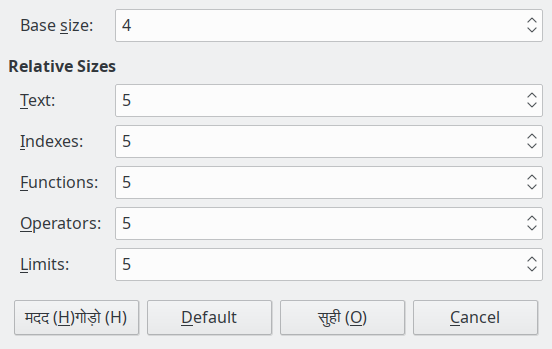 Base size: 4
Relative Sizes
Text: 5
Indexes: 5
Functions: 5
Operators: 5
Limits: 5
मदद (H)गोड़ो (H) Default सुही (O) Cancel